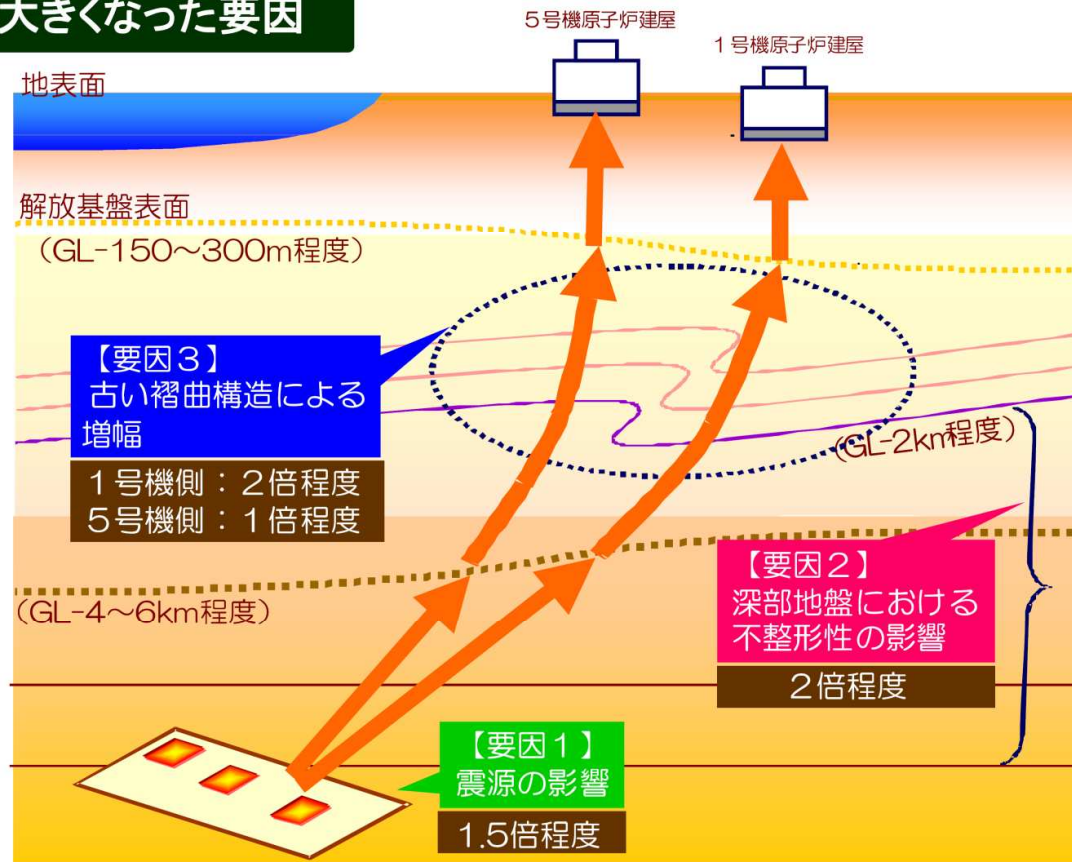 大きくなった要因
5号機原子炉建屋
1号機原子炉建屋
地表面
解放基盤表面
(GL-150～300m程度)
【要因3】
古い褶曲構造による
増幅
1号機側：2倍程度
5号機側：1倍程度
(GL-2kn程度)
【要因2】
深部地盤における
不整形性の影響
2倍程度
(GL-4～6km程度)
【要因1】
震源の影響
1.5倍程度